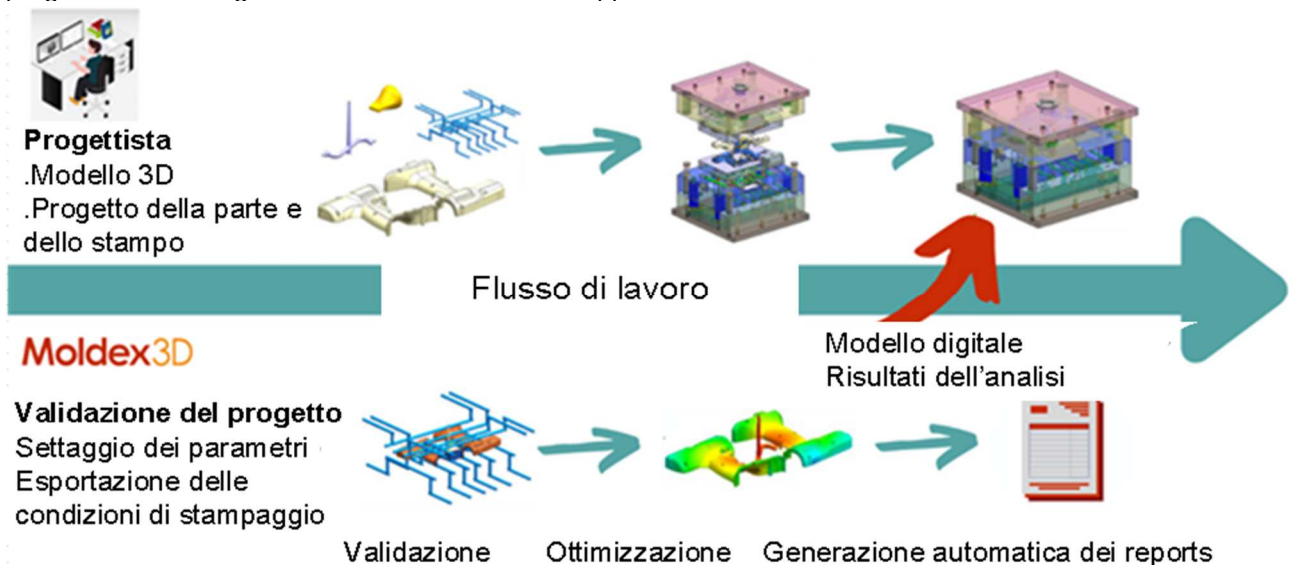 Progettista
.Modello 3D
.Progetto della parte e
dello stampo
Flusso di lavoro
Modello digitale
Risultati dell'analisi
Moldex3D
Validazione del progetto
Settaggio dei parametri
Esportazione delle
condizioni di stampaggio
Validazione
Ottimizzazione
Generazione automatica dei reports